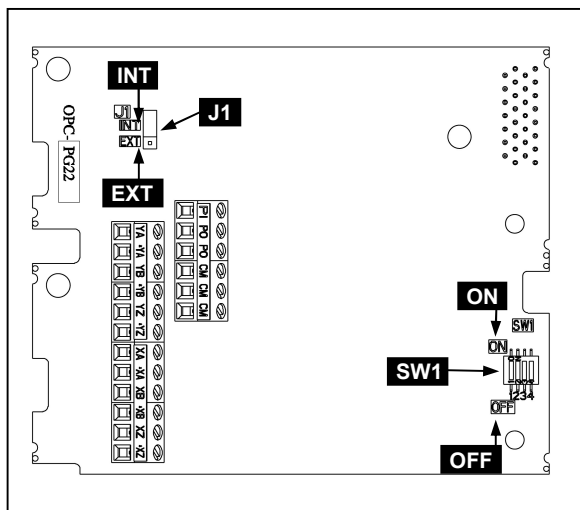 INT
J1
INT
J1
EXT
EXT
OPC-PG22
PI
PO
PO
CM
CM
CM
YA
*YA
YB
*YB
YZ
*YZ
XA
*XA
XB
*XB
XZ
*XZ
ON
SW1
ON
SW1
1234
OFF
OFF